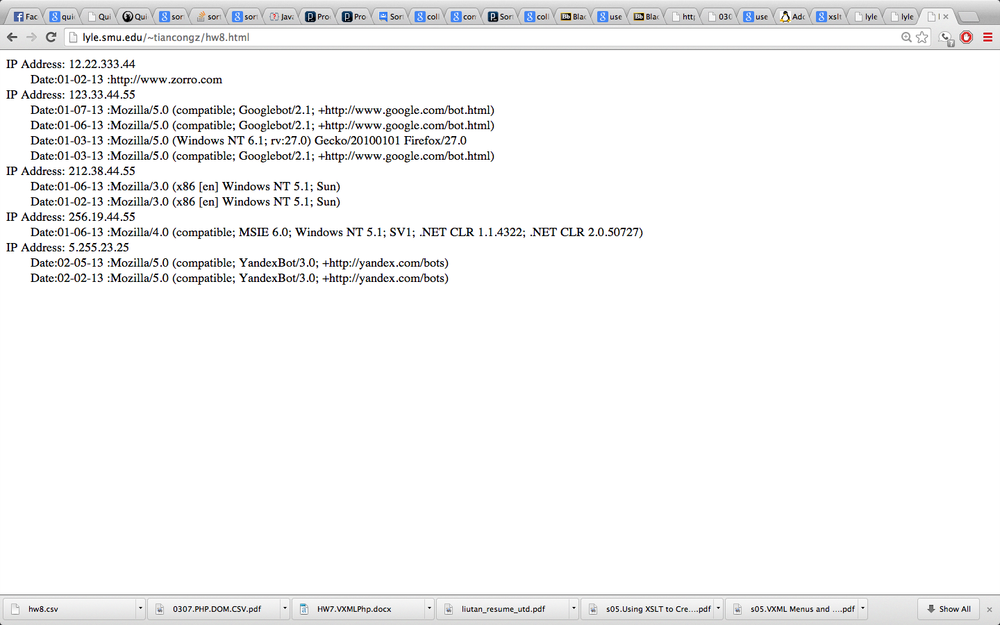 Fac quic Qui Qui sor sort sort Java Pro Pro Sort coll con Sort coll Blac use Blac http 030 use Add xslt lyle lyle l
lyle.smu.edu/~tiancongz/hw8.html
IP Address: 12.22.333.44
Date:01-02-13 :http://www.zorro.com
IP Address: 123.33.44.55
Date:01-07-13 :Mozilla/5.0 (compatible; Googlebot/2.1; +http://www.google.com/bot.html)
Date:01-06-13 :Mozilla/5.0 (compatible; Googlebot/2.1; +http://www.google.com/bot.html)
Date:01-03-13 :Mozilla/5.0 (Windows NT 6.1; rv:27.0) Gecko/20100101 Firefox/27.0
Date:01-03-13 :Mozilla/5.0 (compatible; Googlebot/2.1; +http://www.google.com/bot.html)
IP Address: 212.38.44.55
Date:01-06-13 :Mozilla/3.0 (x86 [en] Windows NT 5.1; Sun)
Date:01-02-13 :Mozilla/3.0 (x86 [en] Windows NT 5.1; Sun)
IP Address: 256.19.44.55
Date:01-06-13 :Mozilla/4.0 (compatible; MSIE 6.0; Windows NT 5.1; SV1; .NET CLR 1.1.4322; .NET CLR 2.0.50727)
IP Address: 5.255.23.25
Date:02-05-13 :Mozilla/5.0 (compatible; YandexBot/3.0; +http://yandex.com/bots)
Date:02-02-13 :Mozilla/5.0 (compatible; YandexBot/3.0; +http://yandex.com/bots)
hw8.csv 0307.PHP.DOM.CSV.pdf HW7.VXMLPhp.docx liutan_resume_utd.pdf s05.Using XSLT to Cre....pdf s05.VXML Menus and ....pdf Show All